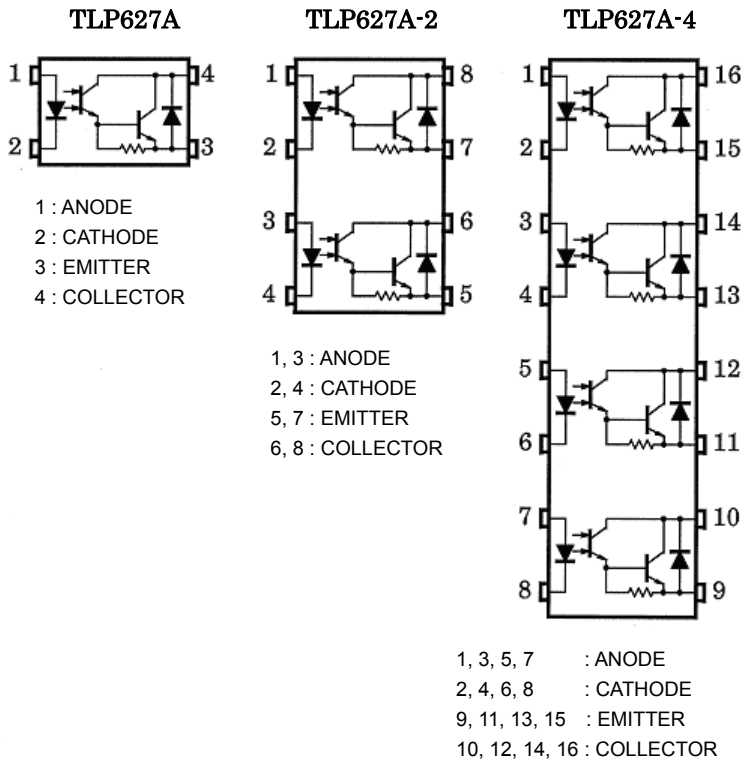 TLP627A TLP627A-2 TLP627A-4
1 4
2 3
1 : ANODE
2 : CATHODE
3 : EMITTER
4 : COLLECTOR
1 8
2 7
3 6
4 5
1, 3 : ANODE
2, 4 : CATHODE
5, 7 : EMITTER
6, 8 : COLLECTOR
1 16
2 15
3 14
4 13
5 12
6 11
7 10
8 9
1, 3, 5, 7 : ANODE
2, 4, 6, 8 : CATHODE
9, 11, 13, 15 : EMITTER
10, 12, 14, 16 : COLLECTOR